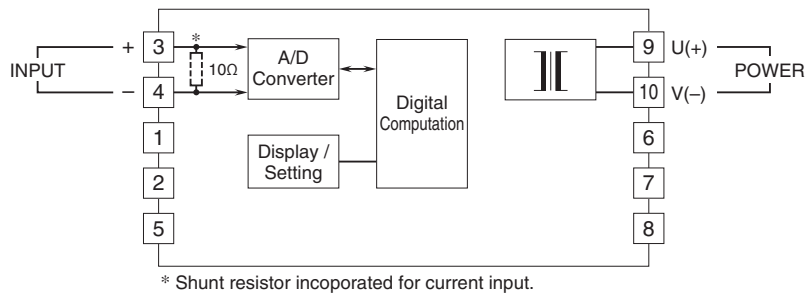 *
+ 3
INPUT
10Ω
− 4
A/D
Converter
Digital
Computation
Display /
Setting
1
2
5
9 U(+)
POWER
10 V(−)
6
7
8
* Shunt resistor incoporated for current input.